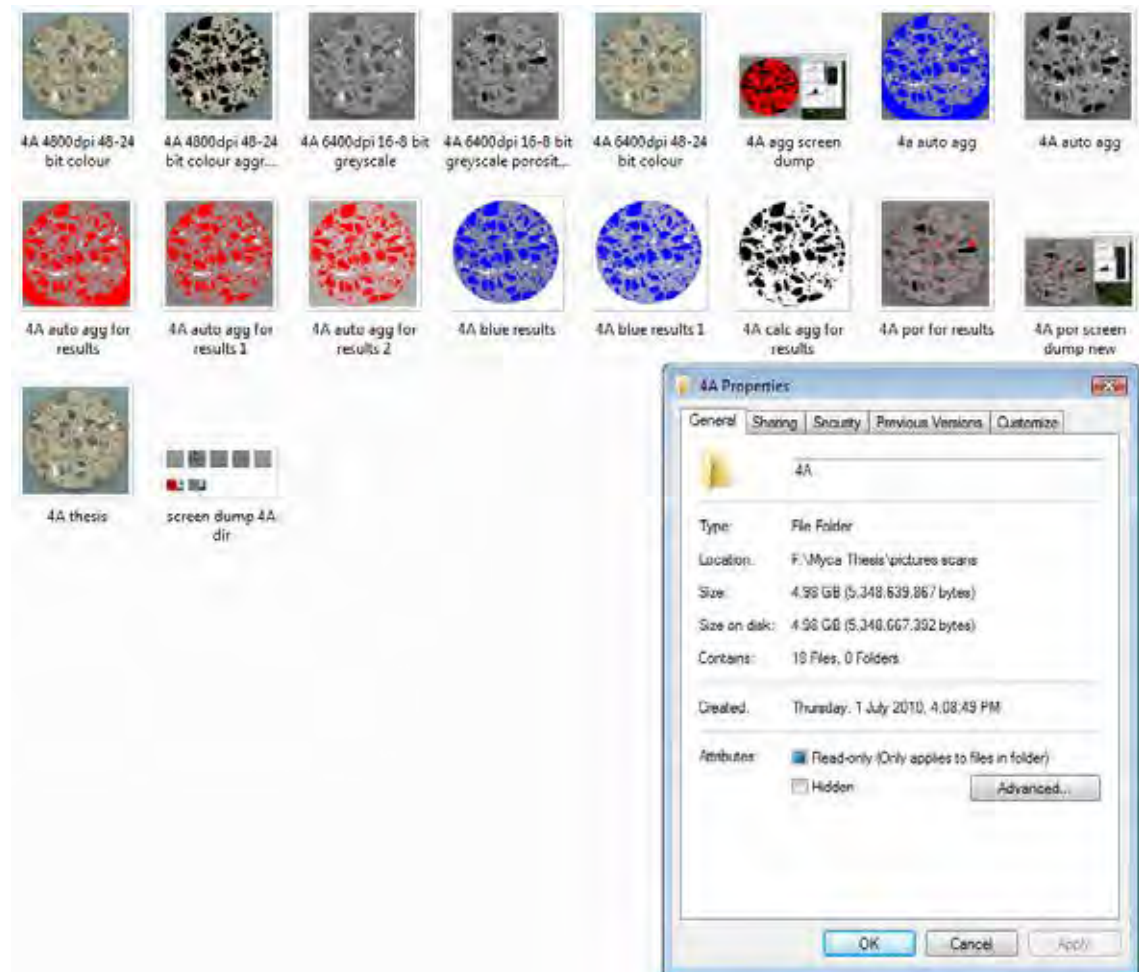 4A 4800dpi 48-24
bit colour
4A 4800dpi 48-24
bit colour aggr....
4A 6400dpi 16-8 bit
greyscale
4A 6400dpi 16-8 bit
greyscale porosit...
4A 6400dpi 48-24
bit colour
4A agg screen
dump
4a auto agg
4A auto agg
4A auto agg for
results
4A auto agg for
results 1
4A auto agg for
results 2
4A blue results
4A blue results 1
4A calc agg for
results
4A por for results
4A por screen
dump new
4A thesis
screen dump 4A
dir
4A Properties
General Sharing Security Previous Versions Customize
4A
Type: File Folder
Location: F:\Myca Thesis\pictures scans
Size: 4.98 GB (5,348,639,867 bytes)
Size on disk: 4.98 GB (5,348,667,392 bytes)
Contains: 18 Files, 0 Folders
Created: Thursday, 1 July 2010, 4:08:49 PM
Attributes: Read-only (Only applies to files in folder)
Hidden
Advanced...
OK Cancel Apply